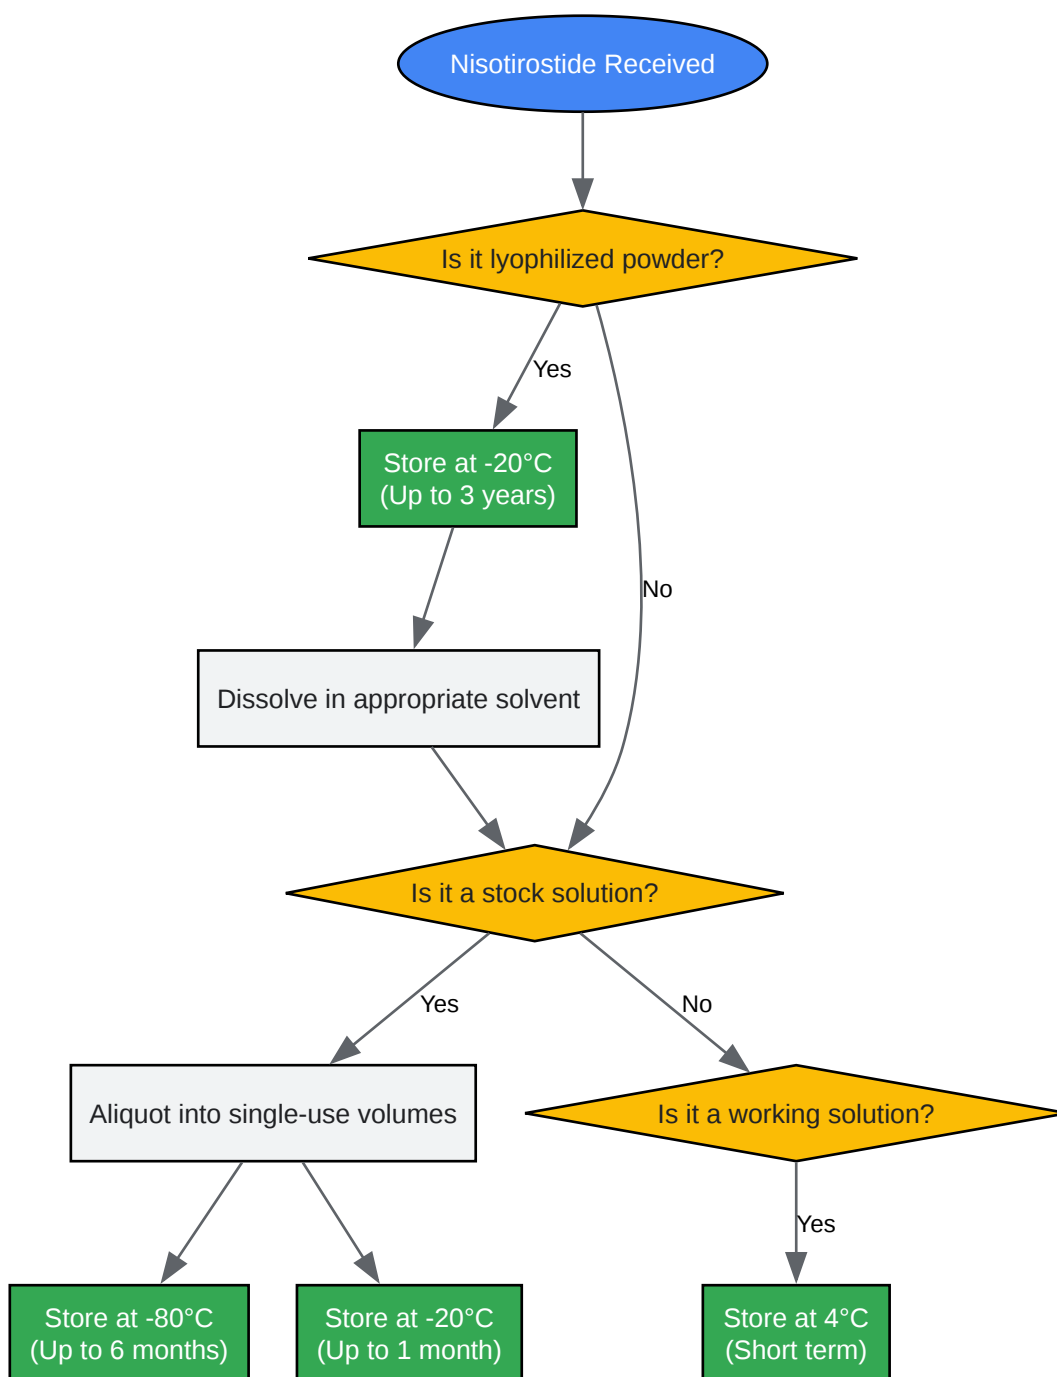 Nisotirostide Received
Is it lyophilized powder?
Yes
Store at -20°C
(Up to 3 years)
No
Dissolve in appropriate solvent
Is it a stock solution?
Yes
No
Aliquot into single-use volumes
Is it a working solution?
Yes
Store at -80°C
(Up to 6 months)
Store at -20°C
(Up to 1 month)
Store at 4°C
(Short term)